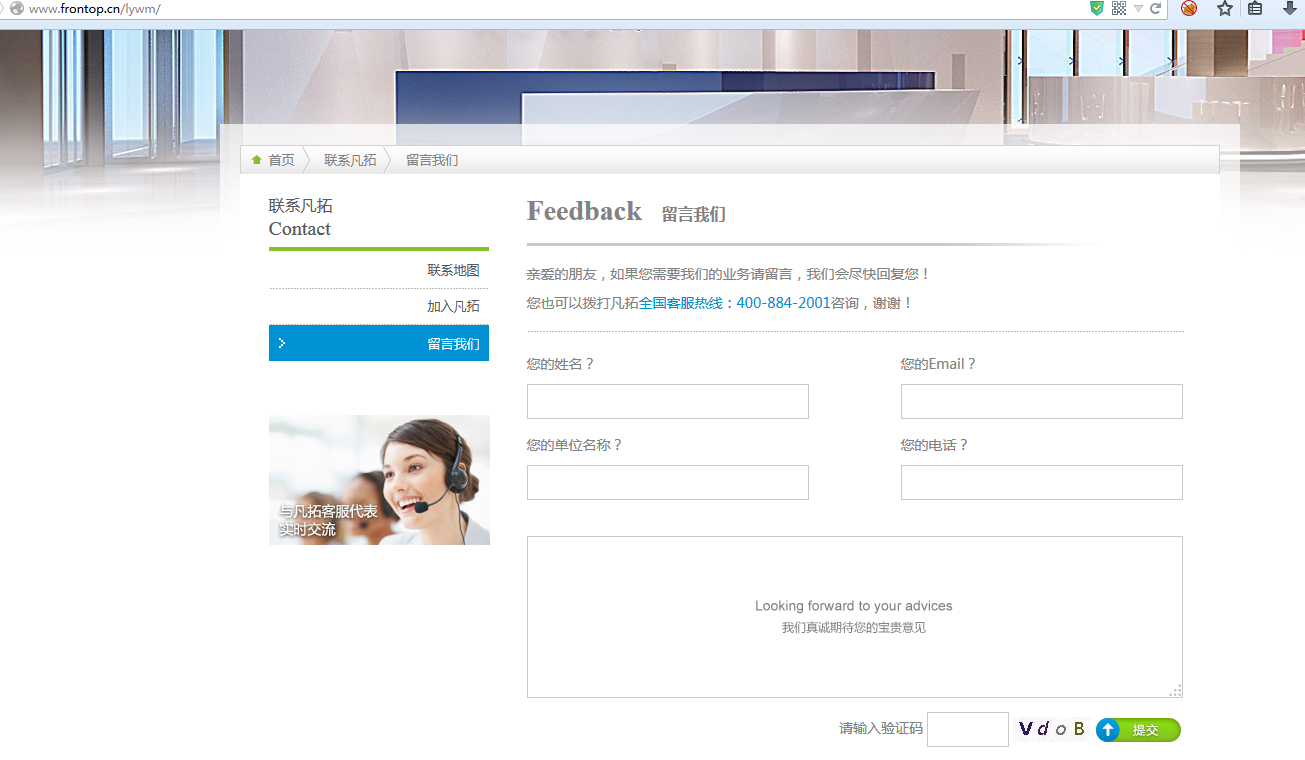 www.frontop.cn/lywm/
首页
联系凡拓
留言我们
联系凡拓
Contact
联系地图
加入凡拓
留言我们
与凡拓客服代表
实时交流
Feedback 留言我们
亲爱的朋友，如果您需要我们的业务请留言，我们会尽快回复您！
您也可以拨打凡拓全国客服热线：400-884-2001咨询，谢谢！
您的姓名？
您的Email？
您的单位名称？
您的电话？
Looking forward to your advices
我们真诚期待您的宝贵意见
请输入验证码
VdoB
提交